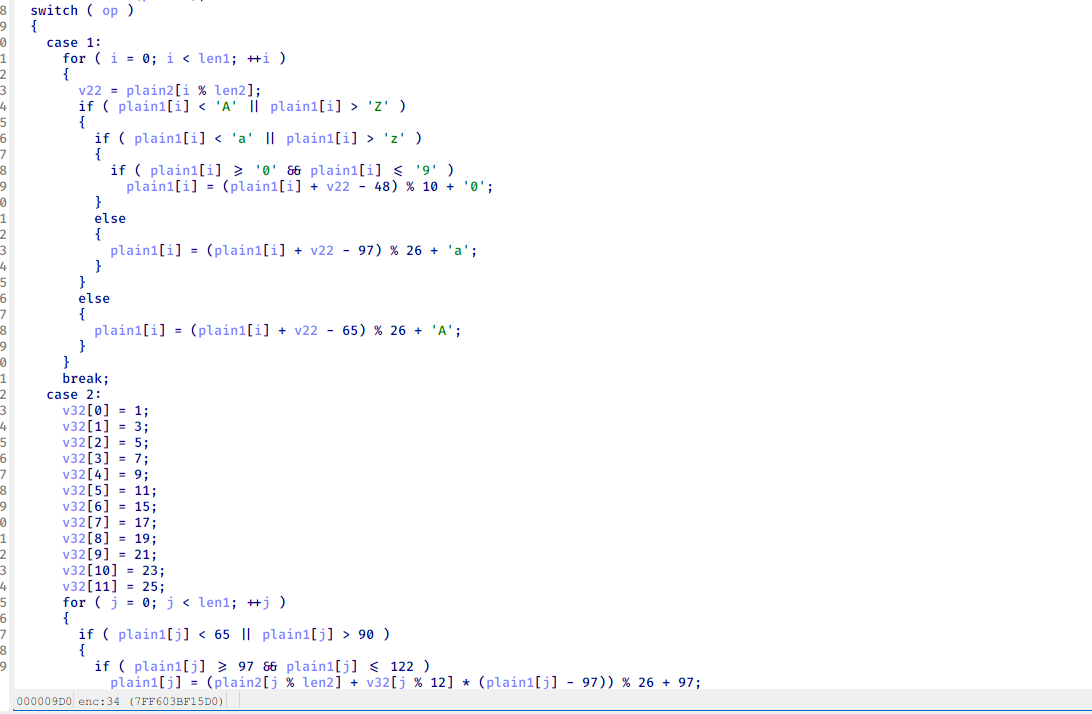 8 switch ( op )
9 {
0 case 1:
1 for ( i = 0; i < len1; ++i )
2 {
3 v22 = plain2[i % len2];
4 if ( plain1[i] < 'A' || plain1[i] > 'Z' )
5 {
6 if ( plain1[i] < 'a' || plain1[i] > 'z' )
7 {
8 if ( plain1[i] >= '0' && plain1[i] <= '9' )
9 plain1[i] = (plain1[i] + v22 - 48) % 10 + '0';
0 }
1 else
2 {
3 plain1[i] = (plain1[i] + v22 - 97) % 26 + 'a';
4 }
5 }
6 else
7 {
8 plain1[i] = (plain1[i] + v22 - 65) % 26 + 'A';
9 }
0 }
1 break;
2 case 2:
3 v32[0] = 1;
4 v32[1] = 3;
5 v32[2] = 5;
6 v32[3] = 7;
7 v32[4] = 9;
8 v32[5] = 11;
9 v32[6] = 15;
0 v32[7] = 17;
1 v32[8] = 19;
2 v32[9] = 21;
3 v32[10] = 23;
4 v32[11] = 25;
5 for ( j = 0; j < len1; ++j )
6 {
7 if ( plain1[j] < 65 || plain1[j] > 90 )
8 {
9 if ( plain1[j] >= 97 && plain1[j] <= 122 )
plain1[j] = (plain2[j % len2] + v32[j % 12] * (plain1[j] - 97)) % 26 + 97;
000009D0 enc:34 (7FF603BF15D0)